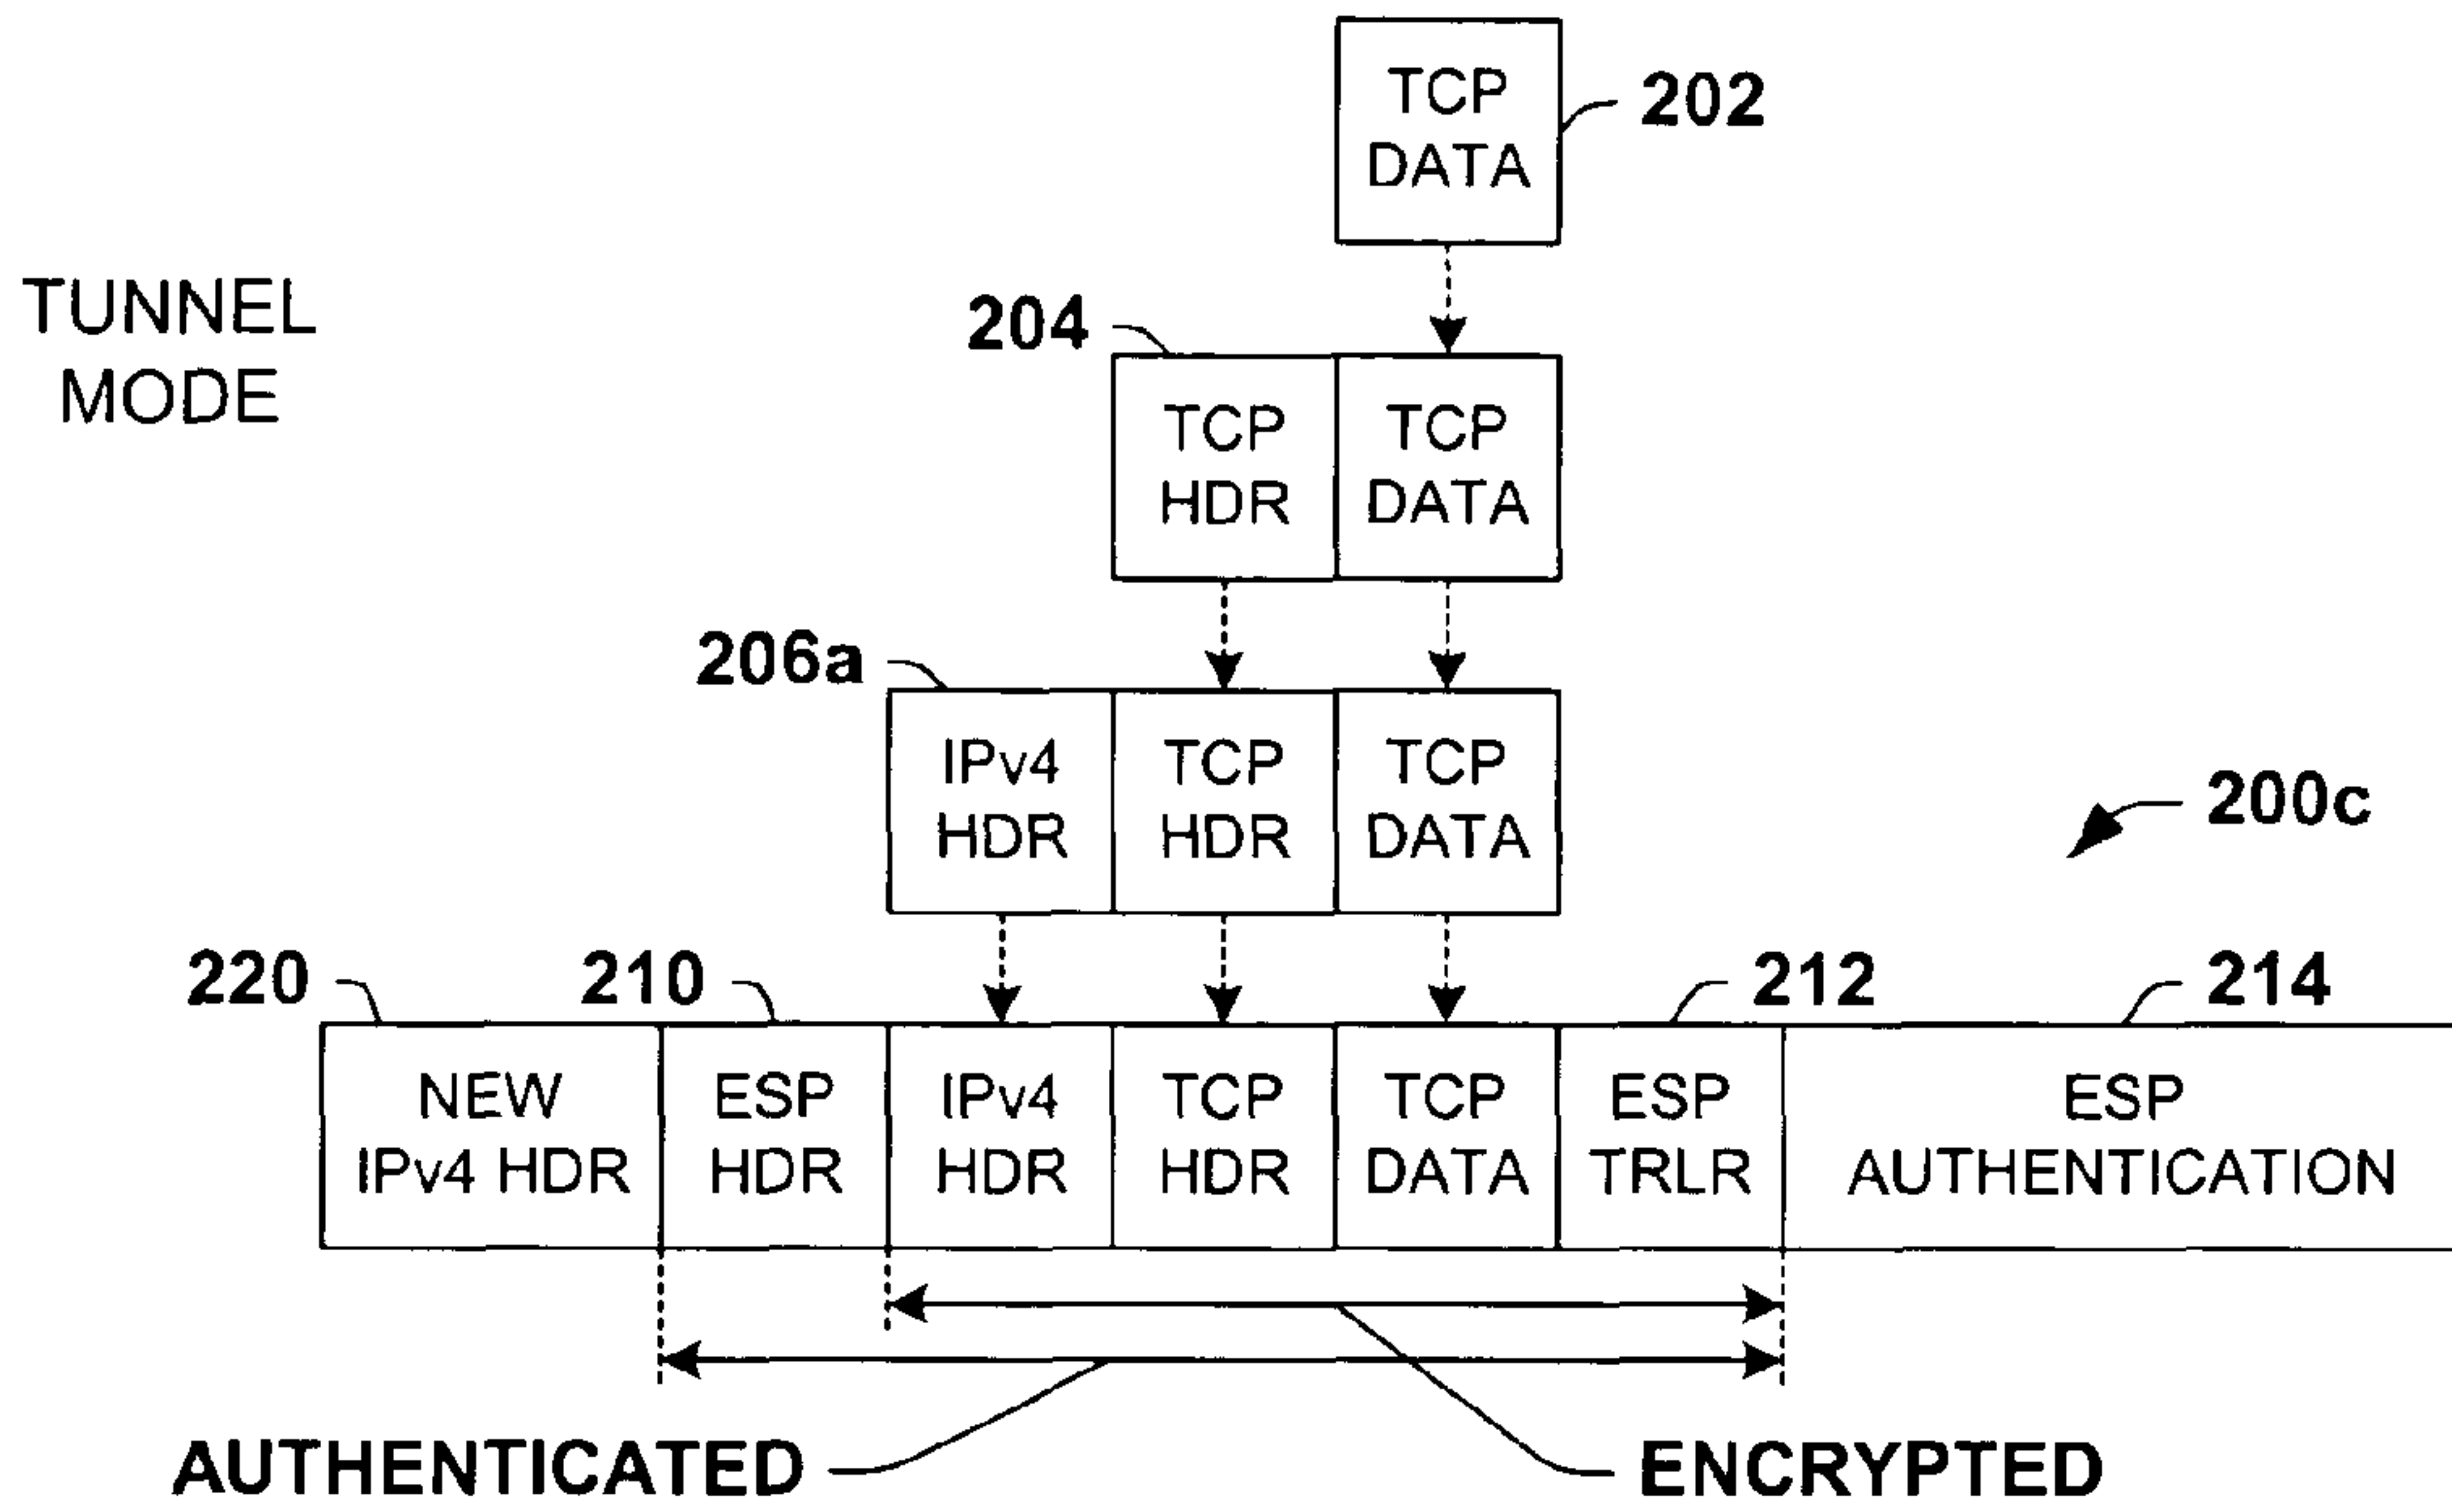 TCP
DATA
202
TUNNEL
MODE
204
TCP
HDR
TCP
DATA
206a
IPv4
HDR
TCP
HDR
TCP
DATA
200c
220
210
212
214
NEW
IPv4 HDR
ESP
HDR
IPv4
HDR
TCP
HDR
TCP
DATA
ESP
TRLR
ESP
AUTHENTICATION
AUTHENTICATED
ENCRYPTED